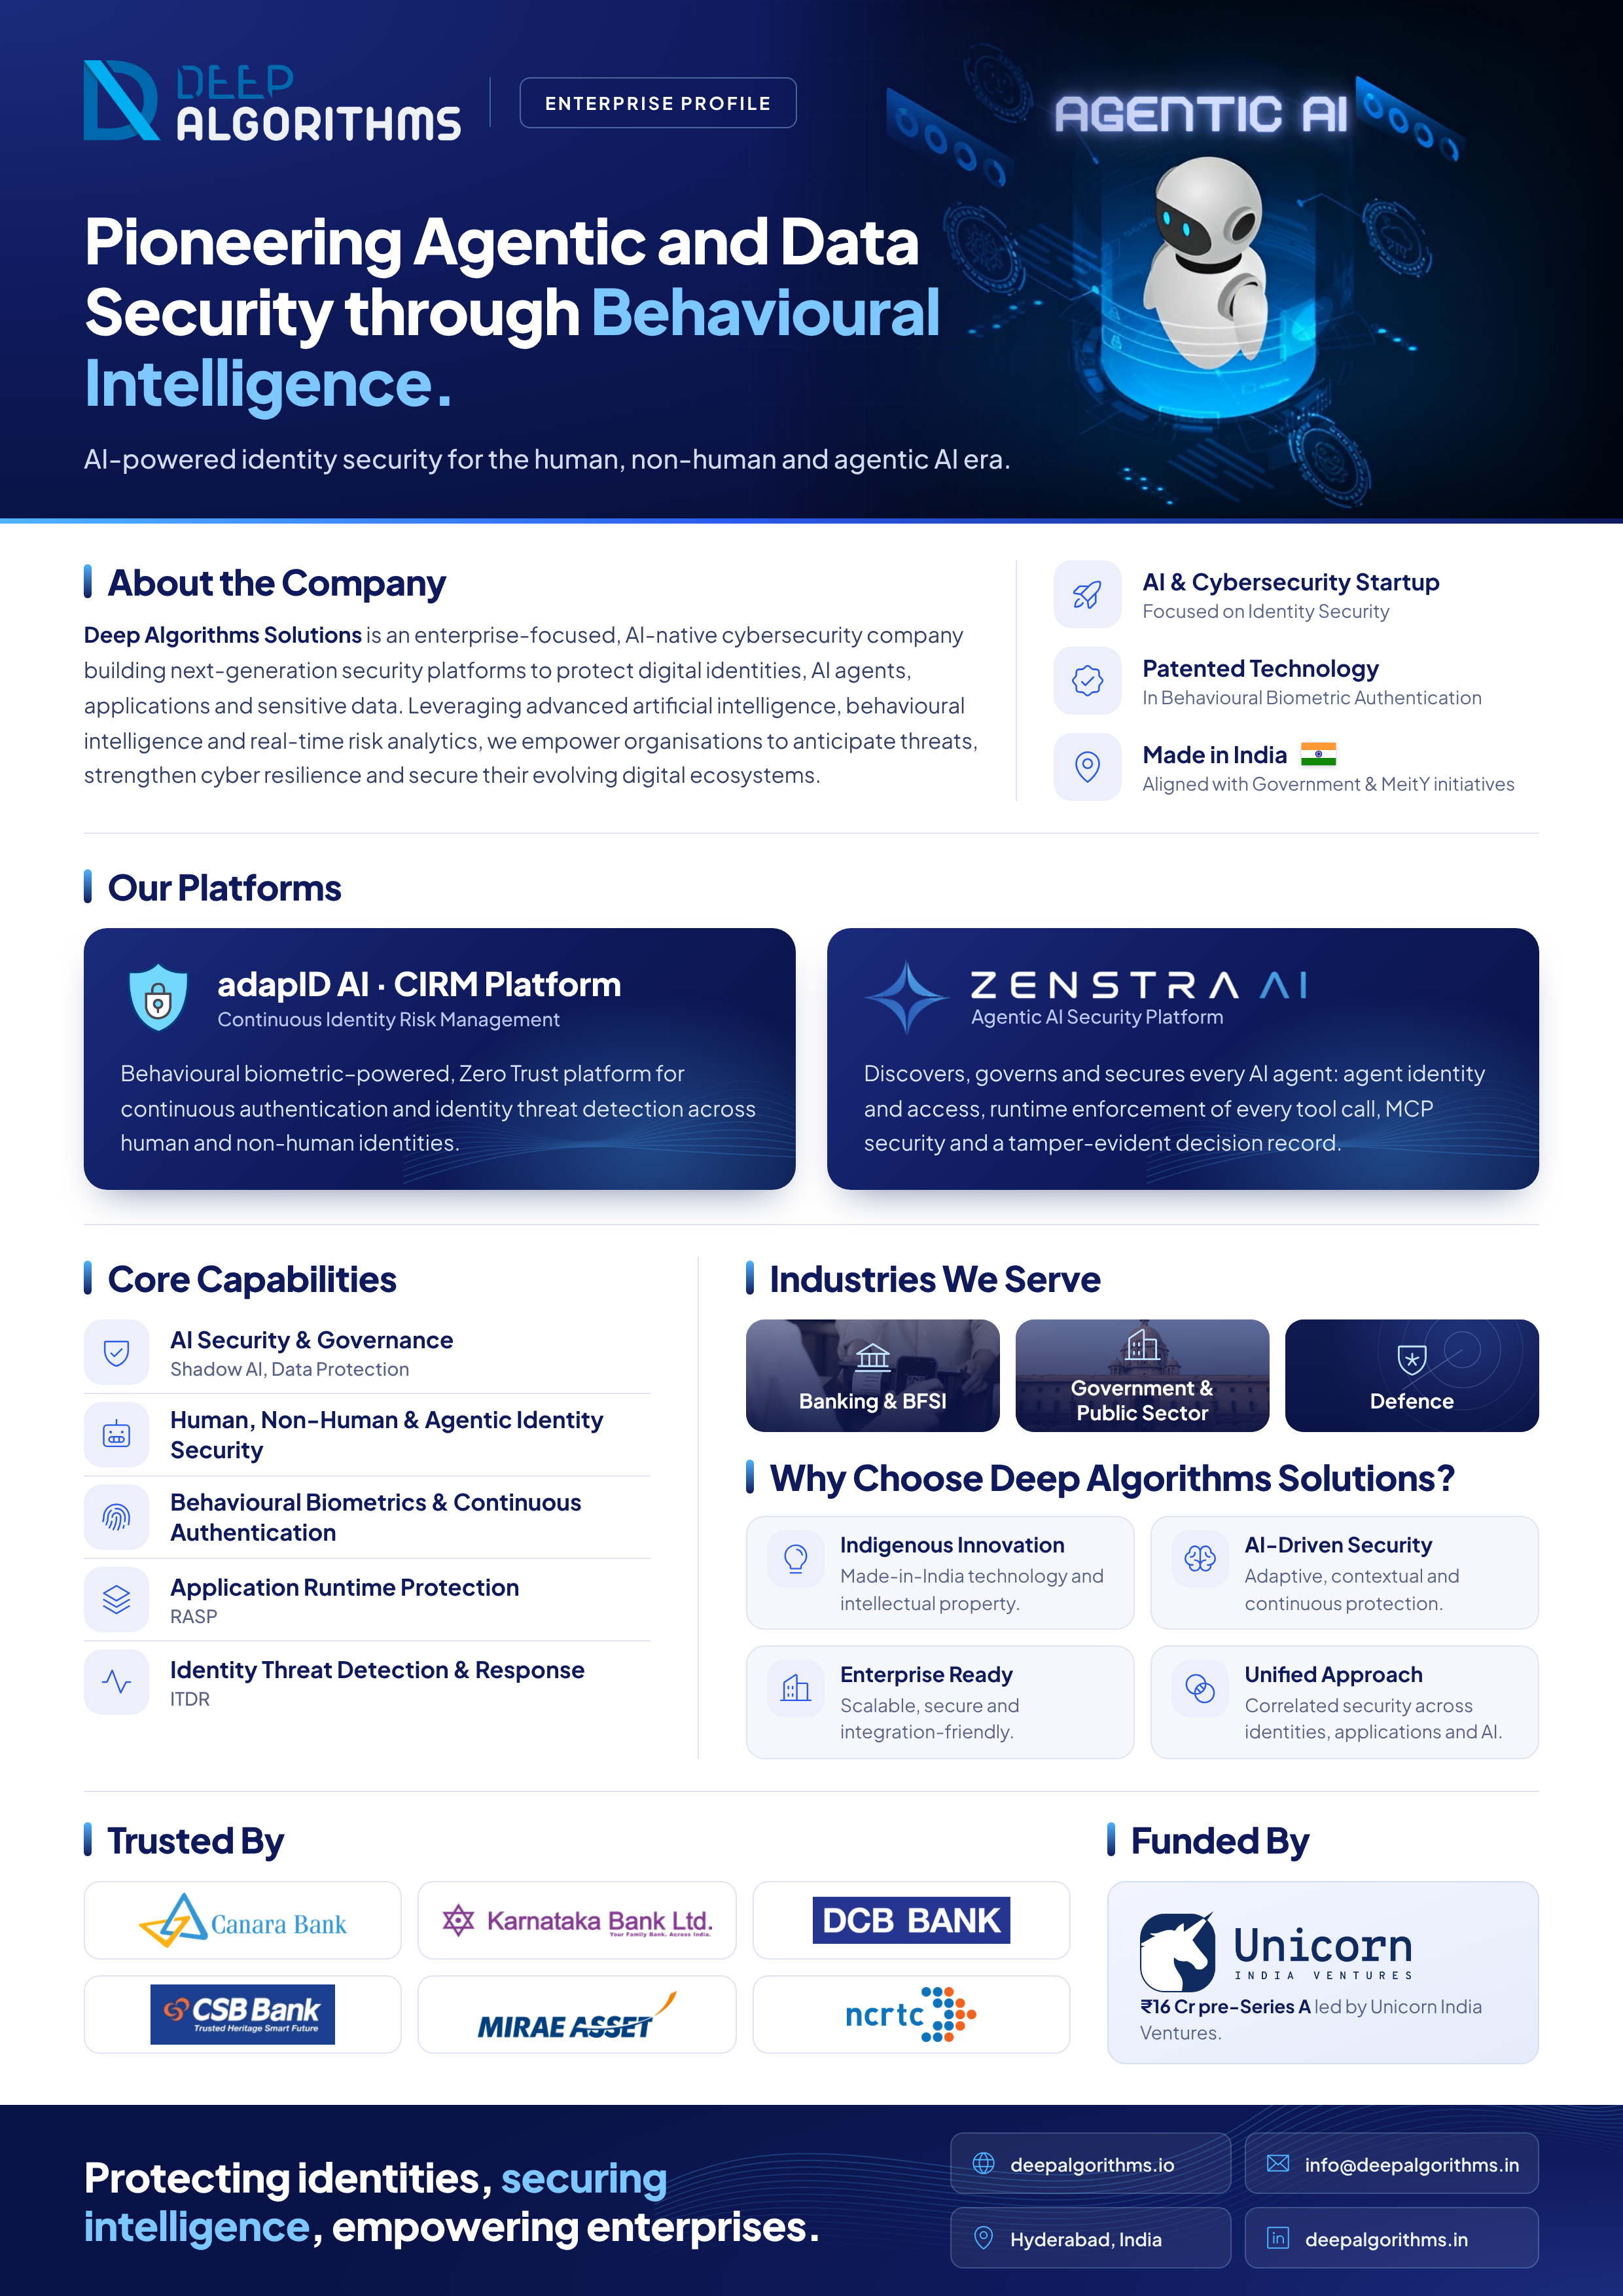 DEEP
ALGORITHMS
ENTERPRISE PROFILE
AGENTIC AI
Pioneering Agentic and Data
Security through Behavioural
Intelligence.
AI-powered identity security for the human, non-human and agentic AI era.
About the Company
Deep Algorithms Solutions is an enterprise-focused, AI-native cybersecurity company
building next-generation security platforms to protect digital identities, AI agents,
applications and sensitive data. Leveraging advanced artificial intelligence, behavioural
intelligence and real-time risk analytics, we empower organisations to anticipate threats,
strengthen cyber resilience and secure their evolving digital ecosystems.
AI & Cybersecurity Startup
Focused on Identity Security
Patented Technology
In Behavioural Biometric Authentication
Made in India
Aligned with Government & MeitY initiatives
Our Platforms
adapID AI · CIRM Platform
Continuous Identity Risk Management
Behavioural biometric-powered, Zero Trust platform for
continuous authentication and identity threat detection across
human and non-human identities.
ZENSTRA AI
Agentic AI Security Platform
Discovers, governs and secures every AI agent: agent identity
and access, runtime enforcement of every tool call, MCP
security and a tamper-evident decision record.
Core Capabilities
AI Security & Governance
Shadow AI, Data Protection
Human, Non-Human & Agentic Identity
Security
Behavioural Biometrics & Continuous
Authentication
Application Runtime Protection
RASP
Identity Threat Detection & Response
ITDR
Industries We Serve
Banking & BFSI
Government &
Public Sector
Defence
Why Choose Deep Algorithms Solutions?
Indigenous Innovation
Made-in-India technology and
intellectual property.
AI-Driven Security
Adaptive, contextual and
continuous protection.
Enterprise Ready
Scalable, secure and
integration-friendly.
Unified Approach
Correlated security across
identities, applications and AI.
Trusted By
Canara Bank
Karnataka Bank Ltd.
Your Family Bank. Across India.
DCB BANK
CSB Bank
Trusted Heritage Smart Future
MIRAE ASSET
ncrtc
Funded By
Unicorn
INDIA VENTURES
₹16 Cr pre-Series A led by Unicorn India
Ventures.
Protecting identities, securing
intelligence, empowering enterprises.
deepalgorithms.io
info@deepalgorithms.in
Hyderabad, India
deepalgorithms.in